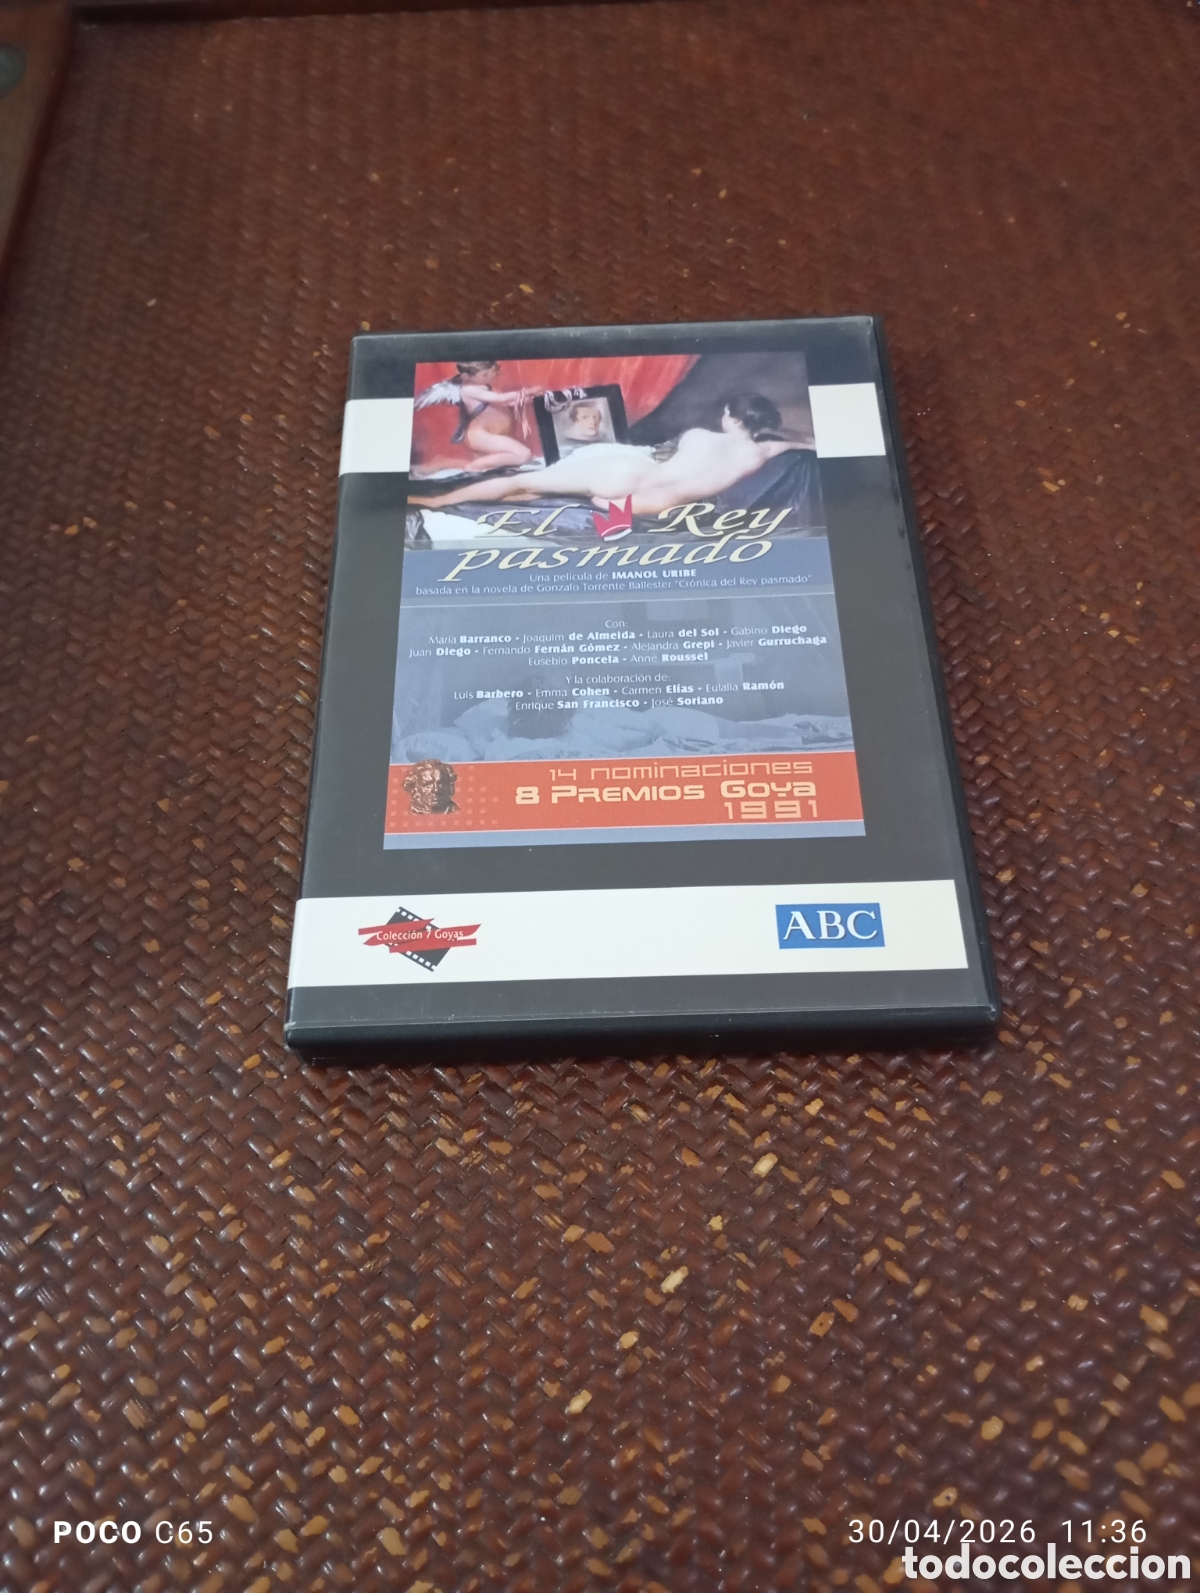 El Rey
pasmado
Una película de IMANOL URIBE
basada en la novela de Gonzalo Torrente Ballester "Crónica del Rey pasmado"
Con:
María Barranco - Joaquim de Almeida - Laura del Sol - Gabino Diego
Juan Diego - Fernando Fernán Gómez - Alejandra Grepi - Javier Gurruchaga
Eusebio Poncela - Anne Roussel
Y la colaboración de:
Luis Barbero - Emma Cohen - Carmen Elías - Eulalia Ramón
Enrique San Francisco - José Soriano
14 nominaciones
8 Premios Goya
1991
Colección 7 Goyas
ABC
POCO C65
30/04/2026 11:36
todocoleccion